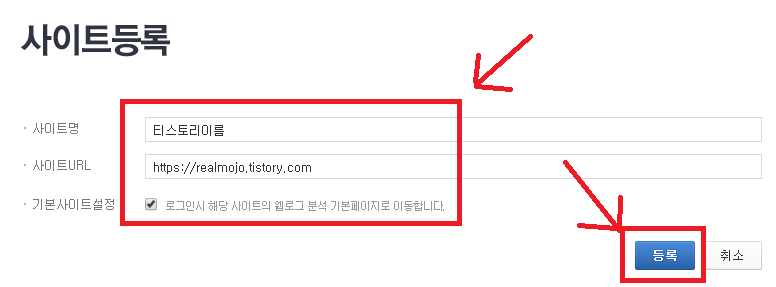 사이트등록
· 사이트명 티스토리이름
· 사이트URL https://realmojo.tistory.com
· 기본사이트설정 로그인시 해당 사이트의 웹로그 분석 기본페이지로 이동합니다.
등록 취소